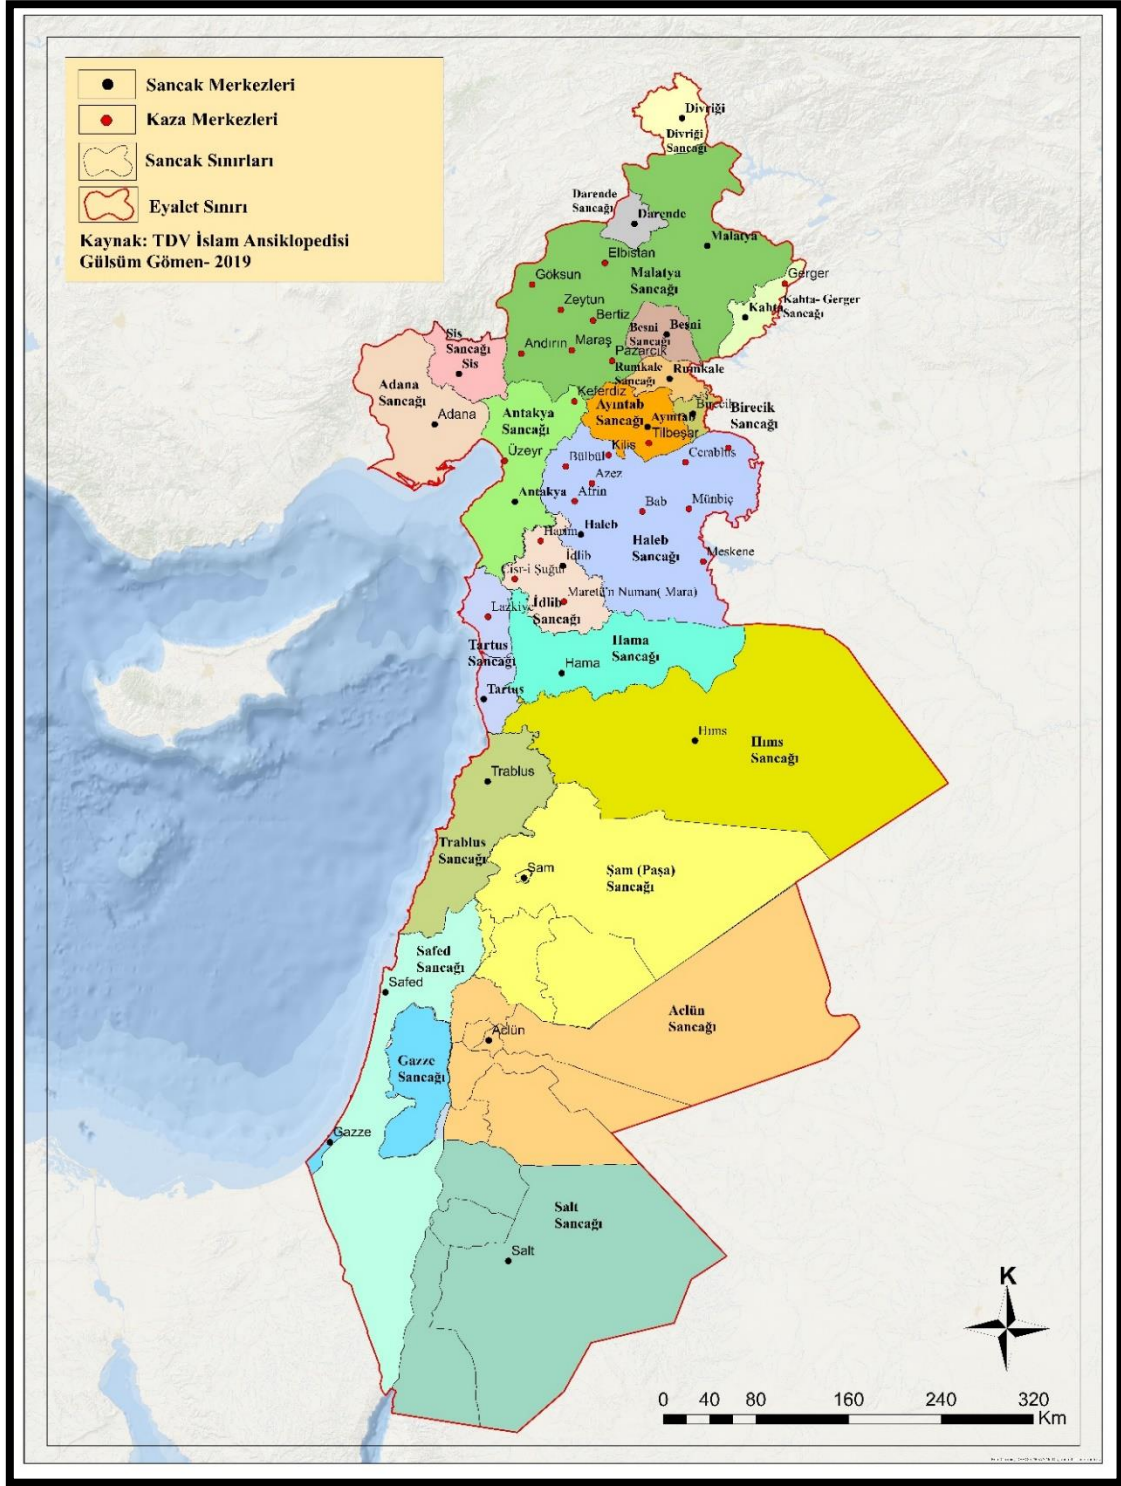 Sancak Merkezleri
Kaza Merkezleri
Sancak Sınırları
Eyalet Sınırı
Kaynak: TDV İslam Ansiklopedisi
Gülsüm Gömen- 2019
Divriği
Divriği
Sancağı
Darende
Sancağı
Darende
Malatya
Elbistan
Göksun
Malatya
Sancağı
Gerger
Kahta- Gerger
Sancağı
Kahta
Zeytun
Bertiz
Besni
Sancağı
Besni
Sis
Sancağı
Sis
Andırın
Maraş
Pazarcık
Rumkale
Sancağı
Rumkale
Adana
Sancağı
Adana
Keferdiz
Antakya
Sancağı
Ayıntab
Sancağı
Ayıntab
Birecik
Birecik
Sancağı
Tilbeşar
Üzeyr
Bülbül
Kilis
Cerablus
Azez
Antakya
Afrin
Bab
Münbiç
Haleb
Haleb
Sancağı
Harim
İdlib
Meskene
Cisr-i Şuğur
Maretü'n Numan( Mara)
İdlib
Sancağı
Lazkiye
Tartus
Sancağı
Hama
Sancağı
Hama
Tartus
Hıms
Hıms
Sancağı
Trablus
Trablus
Sancağı
Şam
Şam (Paşa)
Sancağı
Safed
Sancağı
Safed
Aclün
Sancağı
Aclün
Gazze
Sancağı
Gazze
Salt
Sancağı
Salt
K
0 40 80 160 240 320
Km